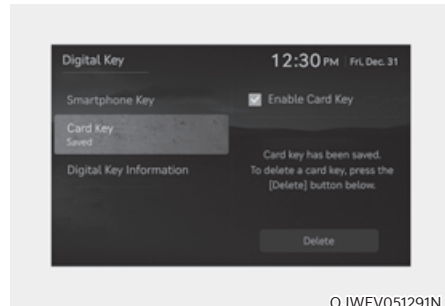 Digital Key
12:30 PM Fri, Dec. 31
Smartphone Key
Enable Card Key
Card Key
Saved
Digital Key Information
Card key has been saved.
To delete a card key, press the
[Delete] button below.
Delete
OJWEV051291N